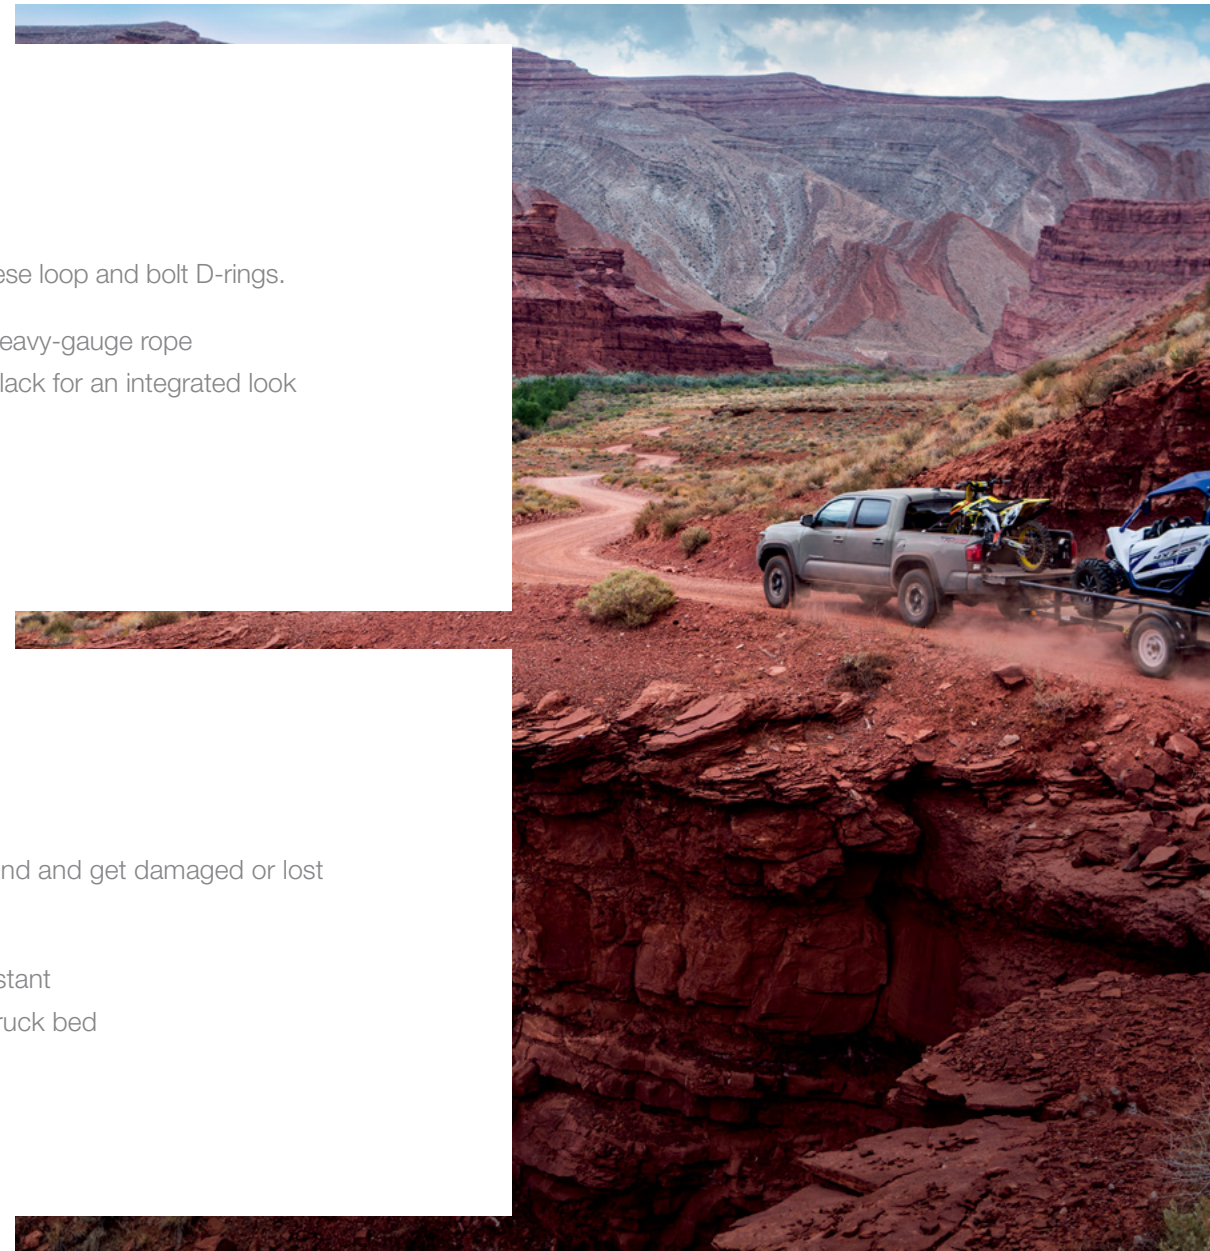 ese loop and bolt D-rings.
eavy-gauge rope
lack for an integrated look
nd and get damaged or lost
stant
ruck bed